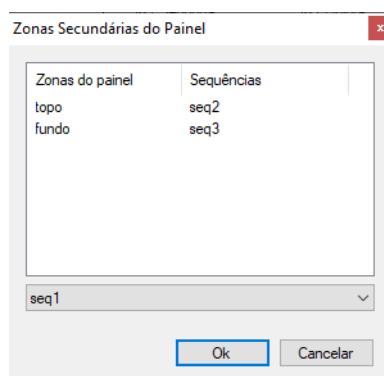 Zonas Secundárias do Painel
Zonas do painel Sequências
topo seq2
fundo seq3
seq1
Ok Cancelar